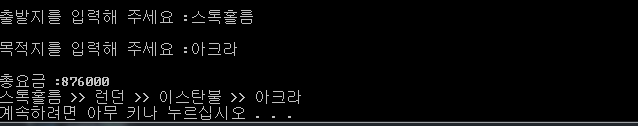 출발지를 입력해 주세요 :스톡홀름
목적지를 입력해 주세요 :아크라
총요금 :876000
스톡홀름 >> 런던 >> 이스탄불 >> 아크라
계속하려면 아무 키나 누르십시오 . . .